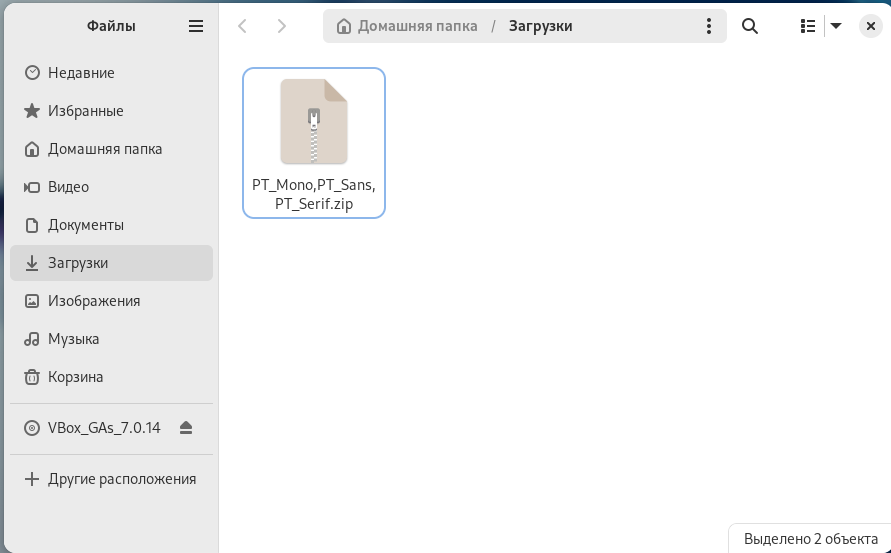 Файлы
Домашняя папка / Загрузки
Недавние
Избранные
Домашняя папка
Видео
Документы
Загрузки
Изображения
Музыка
Корзина
VBox_GAs_7.0.14
Другие расположения
PT_Mono,PT_Sans,
PT_Serif.zip
Выделено 2 объекта